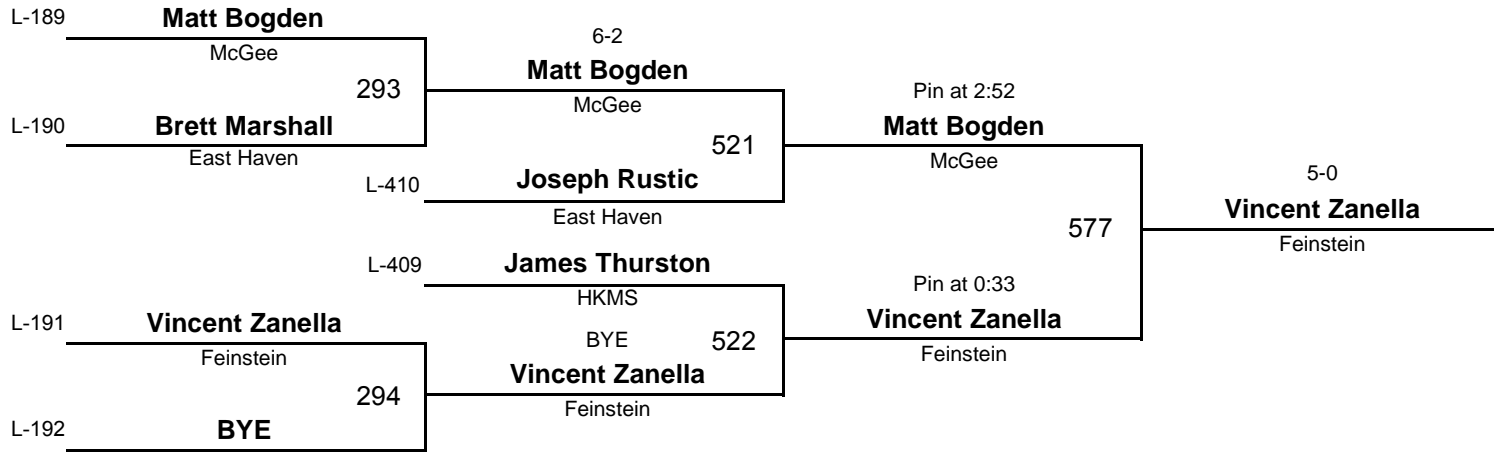 L-189
Matt Bogden
McGee
293
L-190
Brett Marshall
East Haven
6-2
Matt Bogden
McGee
521
L-410
Joseph Rustic
East Haven
Pin at 2:52
Matt Bogden
McGee
577
5-0
Vincent Zanella
Feinstein
L-409
James Thurston
HKMS
522
L-191
Vincent Zanella
Feinstein
294
L-192
BYE
BYE
Vincent Zanella
Feinstein
Pin at 0:33
Vincent Zanella
Feinstein